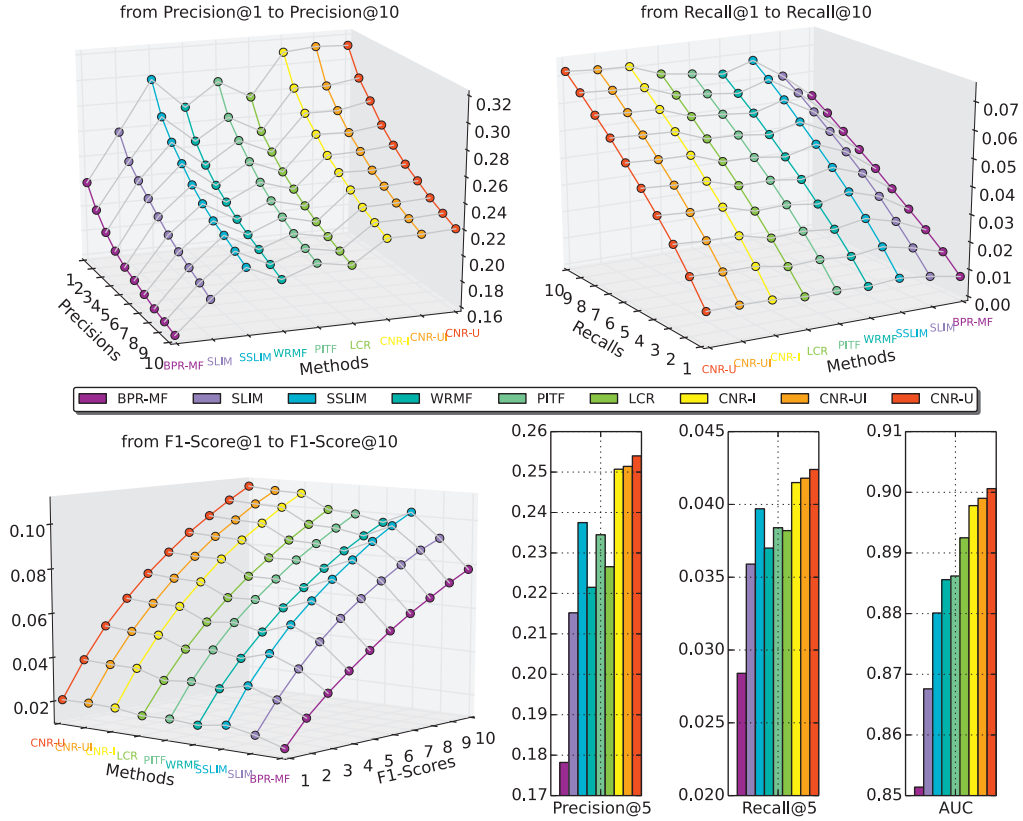 from Precision@1 to Precision@10
0.32
0.30
0.28
0.26
0.24
0.22
0.20
0.18
0.16
1 2 3 4 5 6 7 8 9 10
Precisions
BPR-MF SLIM SSLIM WRMF PITF LCR CNR-I CNR-UI CNR-U
Methods
from Recall@1 to Recall@10
0.07
0.06
0.05
0.04
0.03
0.02
0.01
0.00
10 9 8 7 6 5 4 3 2 1
Recalls
CNR-U CNR-UI CNR-I LCR PITF WRMF SSLIM SLIM BPR-MF
Methods
BPR-MF SLIM SSLIM WRMF PITF LCR CNR-I CNR-UI CNR-U
from F1-Score@1 to F1-Score@10
0.10
0.08
0.06
0.04
0.02
CNR-U CNR-UI CNR-I LCR PITF WRMF SSLIM SLIM BPR-MF
Methods
1 2 3 4 5 6 7 8 9 10
F1-Scores
0.26
0.25
0.24
0.23
0.22
0.21
0.20
0.19
0.18
0.17
Precision@5
0.045
0.040
0.035
0.030
0.025
0.020
Recall@5
0.91
0.90
0.89
0.88
0.87
0.86
0.85
AUC